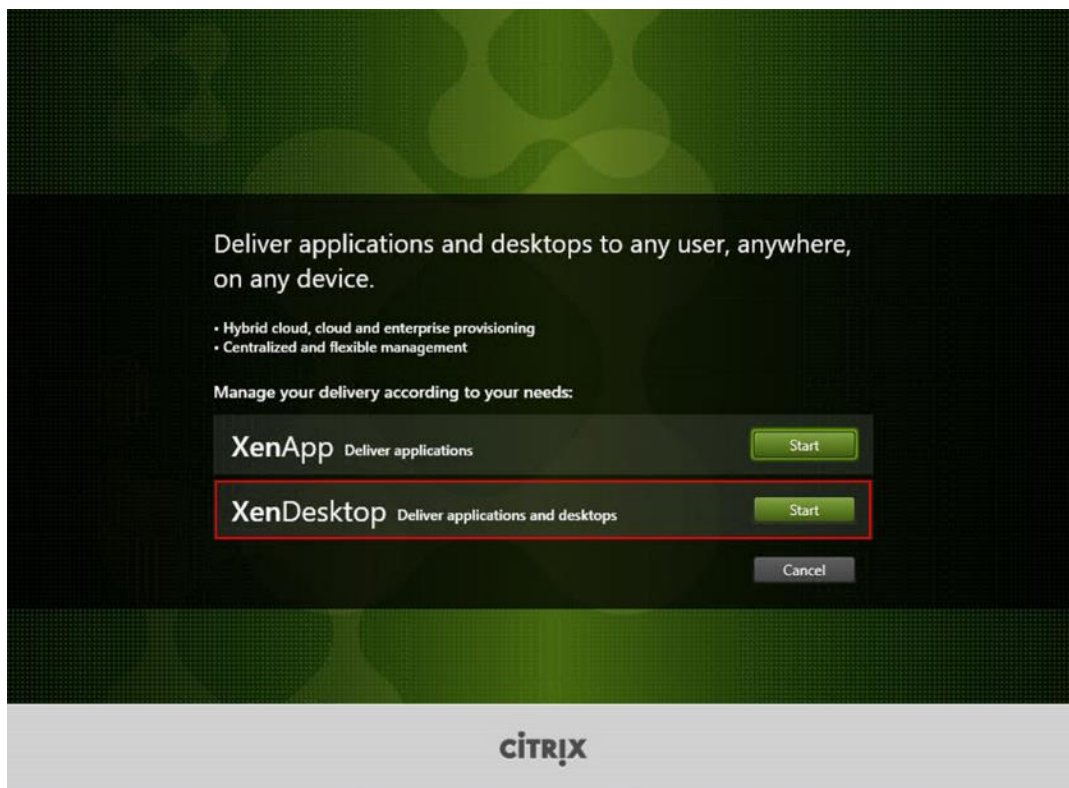 Deliver applications and desktops to any user, anywhere,
on any device.
• Hybrid cloud, cloud and enterprise provisioning
• Centralized and flexible management
Manage your delivery according to your needs:
XenApp Deliver applications Start
XenDesktop Deliver applications and desktops Start
Cancel
CITRIX